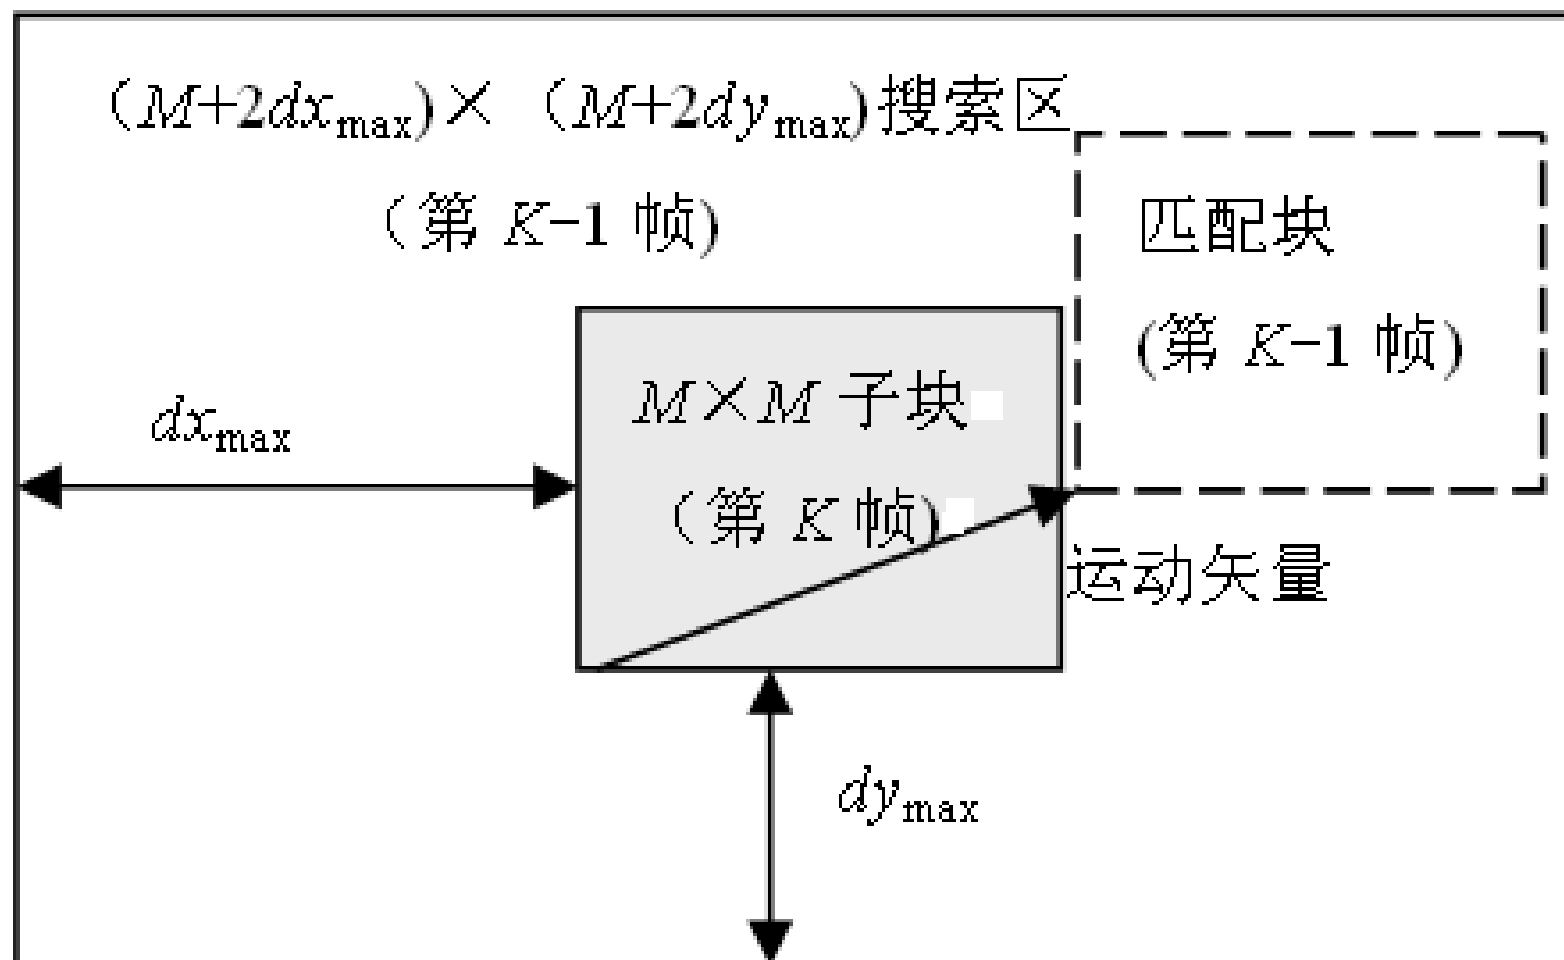 （M+2dxmax)× （M+2dymax)搜索区
（第 K-1 帧)
匹配块
(第 K-1 帧)
M×M 子块
（第 K 帧)
dxmax
运动矢量
dymax